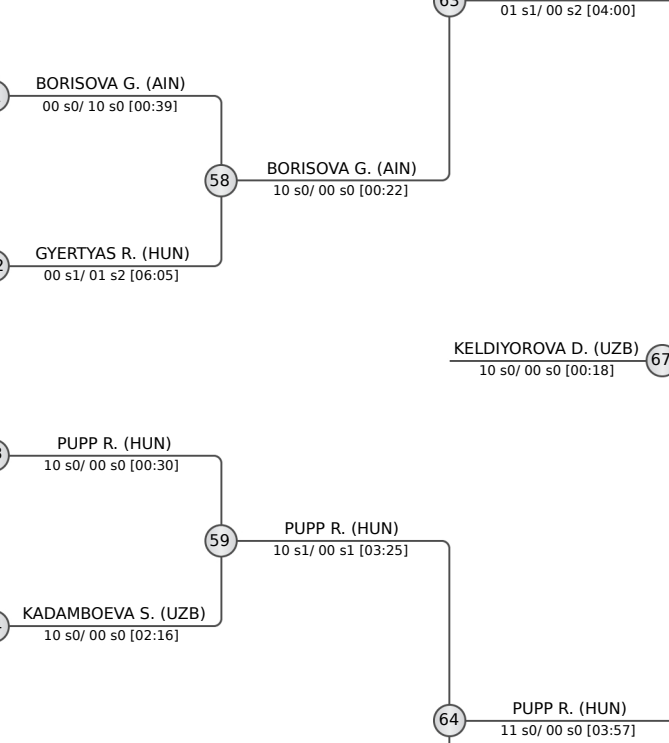 01 s1/ 00 s2 [04:00]
BORISOVA G. (AIN)
00 s0/ 10 s0 [00:39]
58
BORISOVA G. (AIN)
10 s0/ 00 s0 [00:22]
GYERTYAS R. (HUN)
00 s1/ 01 s2 [06:05]
KELDIYOROVA D. (UZB)
67
10 s0/ 00 s0 [00:18]
PUPP R. (HUN)
10 s0/ 00 s0 [00:30]
59
PUPP R. (HUN)
10 s1/ 00 s1 [03:25]
KADAMBOEVA S. (UZB)
10 s0/ 00 s0 [02:16]
64
PUPP R. (HUN)
11 s0/ 00 s0 [03:57]